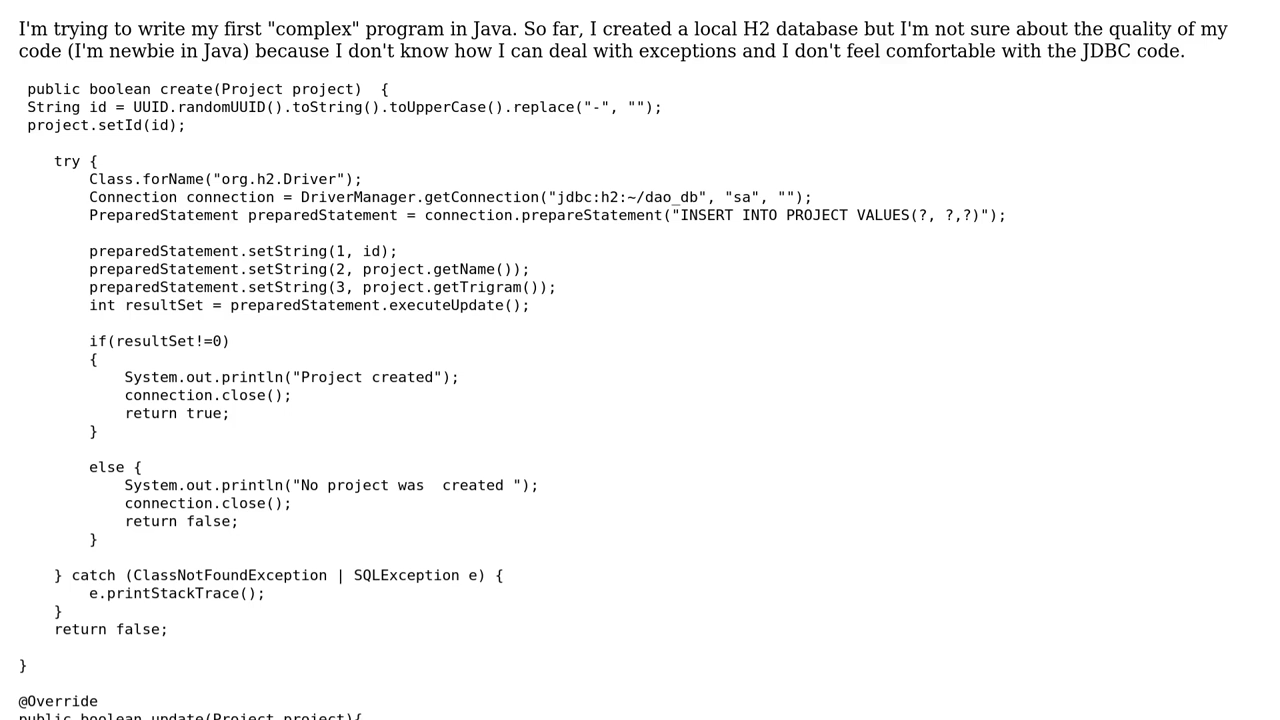 I'm trying to write my first "complex" program in Java. So far, I created a local H2 database but I'm not sure about the quality of my
code (I'm newbie in Java) because I don't know how I can deal with exceptions and I don't feel comfortable with the JDBC code.
public boolean create(Project project)  {
String id = UUID.randomUUID().toString().toUpperCase().replace("-", "");
project.setId(id);
try {
Class.forName("org.h2.Driver");
Connection connection = DriverManager.getConnection("jdbc:h2:~/dao_db", "sa", "");
PreparedStatement preparedStatement = connection.prepareStatement("INSERT INTO PROJECT VALUES(?, ?,?)");
preparedStatement.setString(1, id);
preparedStatement.setString(2, project.getName());
preparedStatement.setString(3, project.getTrigram());
int resultSet = preparedStatement.executeUpdate();
if(resultSet!=0)
{
System.out.println("Project created");
connection.close();
return true;
}
else {
System.out.println("No project was  created ");
connection.close();
return false;
}
} catch (ClassNotFoundException | SQLException e) {
e.printStackTrace();
}
return false;
}
@Override
public boolean update(Project project){